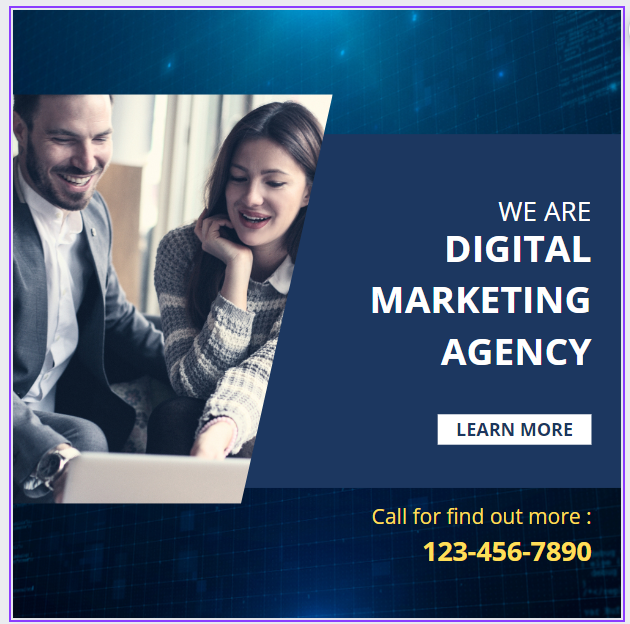 WE ARE
DIGITAL
MARKETING
AGENCY
LEARN MORE
Call for find out more :
123-456-7890